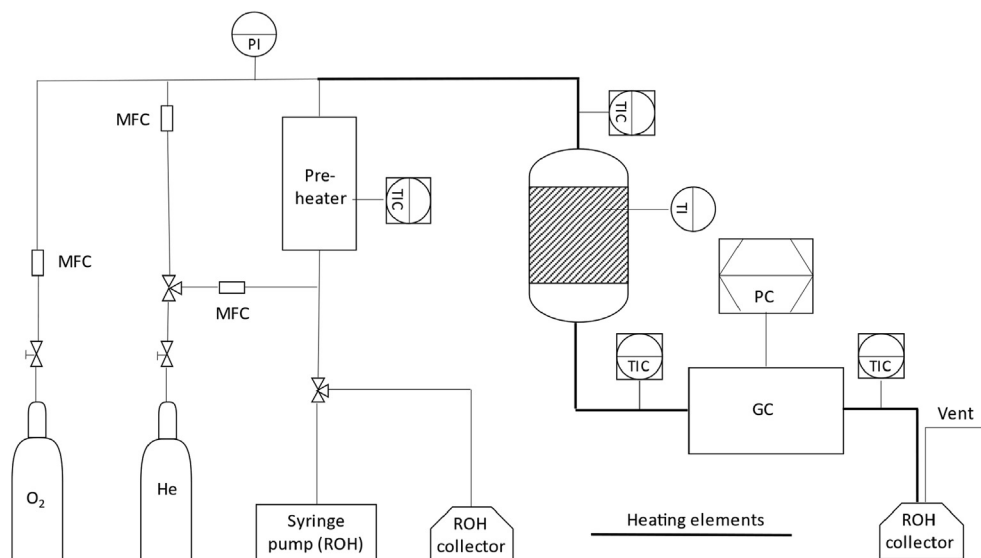 PI
MFC
TIC
Pre-
heater
TIC
TI
MFC
MFC
PC
TIC
TIC
GC
Vent
O₂
He
Syringe
pump (ROH)
ROH
collector
Heating elements
ROH
collector